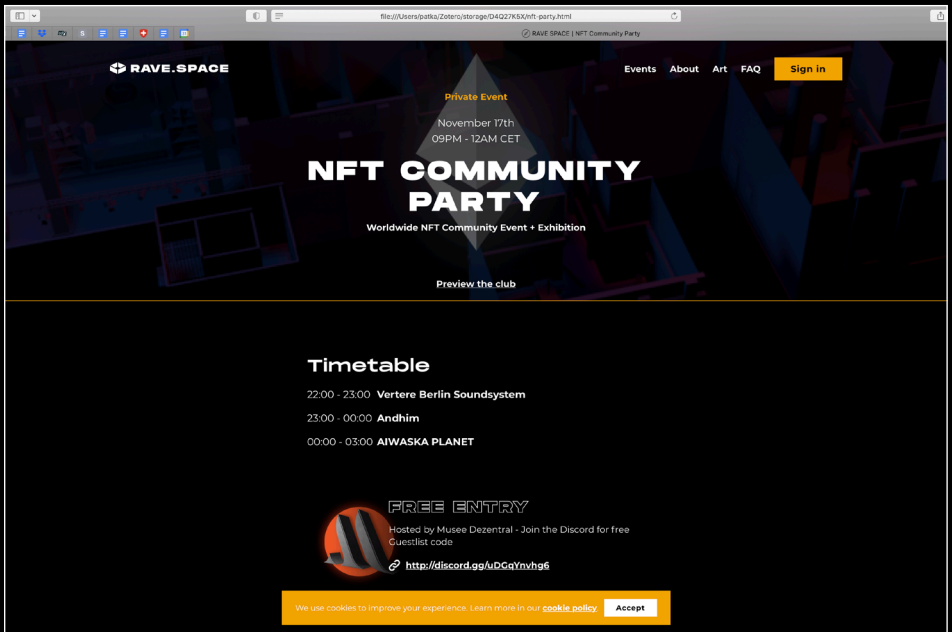 file:///Users/patka/Zotero/storage/D4Q27K5X/nft-party.html
RAVE SPACE | NFT Community Party
RAVE.SPACE
Events About Art FAQ Sign in
Private Event
November 17th
09PM - 12AM CET
NFT COMMUNITY
PARTY
Worldwide NFT Community Event + Exhibition
Preview the club
Timetable
22:00 - 23:00 Vertere Berlin Soundsystem
23:00 - 00:00 Andhim
00:00 - 03:00 AIWASKA PLANET
FREE ENTRY
Hosted by Musee Dezentral - Join the Discord for free
Guestlist code
http://discord.gg/uDGqYnvhg6
We use cookies to improve your experience. Learn more in our cookie policy Accept